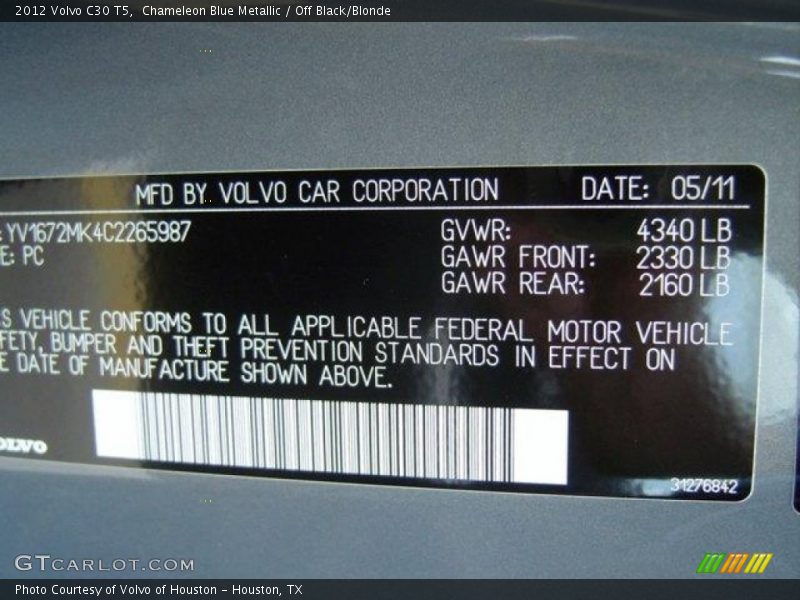 2012 Volvo C30 T5, Chameleon Blue Metallic / Off Black/Blonde
MFD BY VOLVO CAR CORPORATION DATE: 05/11
: YV1672MK4C2265987 GVWR: 4340 LB
E: PC GAWR FRONT: 2330 LB
GAWR REAR: 2160 LB
S VEHICLE CONFORMS TO ALL APPLICABLE FEDERAL MOTOR VEHICLE
FETY, BUMPER AND THEFT PREVENTION STANDARDS IN EFFECT ON
E DATE OF MANUFACTURE SHOWN ABOVE.
OLVO
31276842
GTCARLOT.COM
Photo Courtesy of Volvo of Houston - Houston, TX